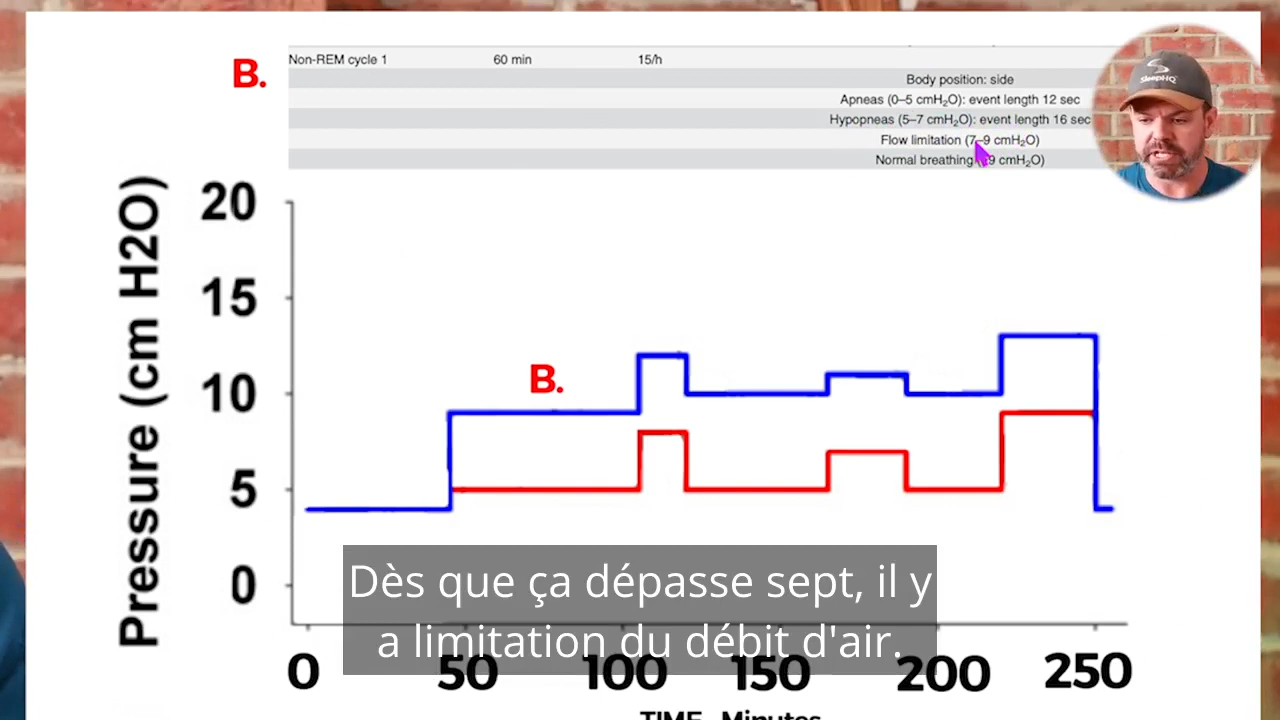 B.
Non-REM cycle 1 60 min 15/h
Body position: side
Apneas (0–5 cmH₂O): event length 12 sec
Hypopneas (5–7 cmH₂O): event length 16 sec
Flow limitation (7–9 cmH₂O)
Normal breathing 9 cmH₂O)
SleepHQ
Pressure (cm H2O)
20
15
10
5
0
B.
Dès que ça dépasse sept, il y
a limitation du débit d'air.
0 50 100 150 200 250
TIME Minutes